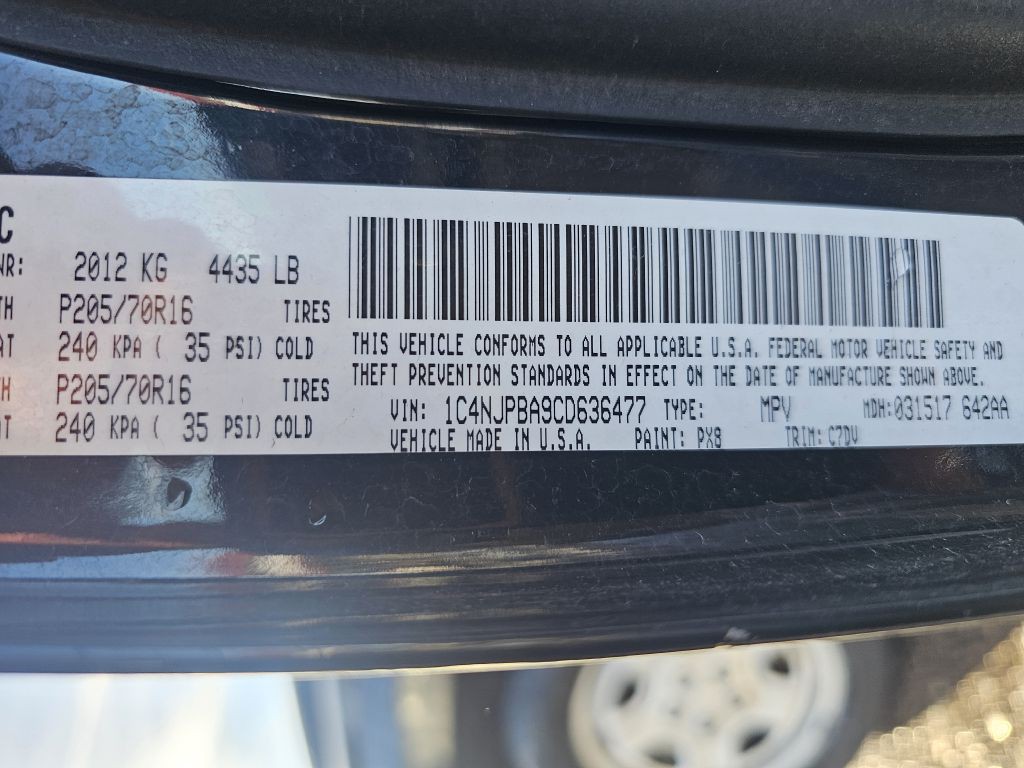 C
WR: 2012 KG 4435 LB
TH P205/70R16 TIRES
AT 240 KPA ( 35 PSI) COLD
TH P205/70R16 TIRES
AT 240 KPA ( 35 PSI) COLD
THIS VEHICLE CONFORMS TO ALL APPLICABLE U.S.A. FEDERAL MOTOR VEHICLE SAFETY AND
THEFT PREVENTION STANDARDS IN EFFECT ON THE DATE OF MANUFACTURE SHOWN ABOVE.
VIN: 1C4NJPBA9CD636477 TYPE: MPV MDH:031517 642AA
VEHICLE MADE IN U.S.A. PAINT: PX8 TRIM: C7DV